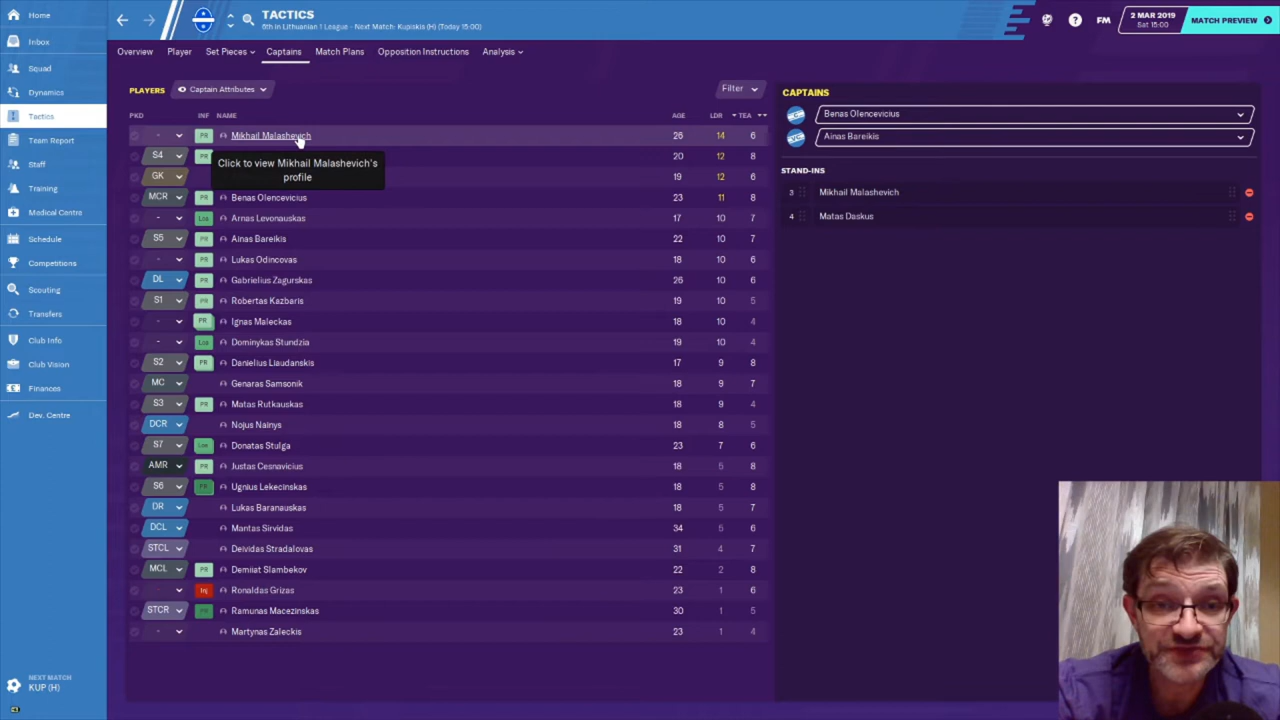 Home
Inbox
Squad
Dynamics
Tactics
Team Report
Staff
Training
Medical Centre
Schedule
Competitions
Scouting
Transfers
Club Info
Club Vision
Finances
Dev. Centre
NEXT MATCH
KUP (H)
TACTICS
6th in Lithuanian 1 League - Next Match: Kupiskis (H) (Today 15:00)
? FM
2 MAR 2019
Sat 15:00
MATCH PREVIEW
Overview Player Set Pieces Captains Match Plans Opposition Instructions Analysis
PLAYERS Captain Attributes Filter
PKD INF NAME AGE LDR TEA
- PR Mikhail Malashevich 26 14 6
S4 PR 20 12 8
GK 19 12 6
Click to view Mikhail Malashevich's
profile
MCR PR Benas Olencevicius 23 11 8
- Loa Arnas Levonauskas 17 10 7
S5 PR Ainas Bareikis 22 10 7
- PR Lukas Odincovas 18 10 6
DL PR Gabrielius Zagurskas 26 10 6
S1 PR Robertas Kazbaris 19 10 5
- PR Ignas Maleckas 18 10 4
- Loa Dominykas Stundzia 19 10 4
S2 PR Danielius Liaudanskis 17 9 8
MC Genaras Samsonik 18 9 7
S3 PR Matas Rutkauskas 18 9 4
DCR Nojus Nainys 18 8 5
S7 Donatas Stulga 23 7 6
AMR PR Justas Cesnavicius 18 5 8
S6 PR Ugnius Lekecinskas 18 5 8
DR Lukas Baranauskas 18 5 7
DCL Mantas Sirvidas 34 5 6
STCL Deividas Stradalovas 31 4 7
MCL PR Demiiat Slambekov 22 2 8
Inj Ronaldas Grizas 23 1 6
STCR PR Ramunas Macezinskas 30 1 5
- Martynas Zaleckis 23 1 4
CAPTAINS
C Benas Olencevicius
VC Ainas Bareikis
STAND-INS
3 Mikhail Malashevich
4 Matas Daskus